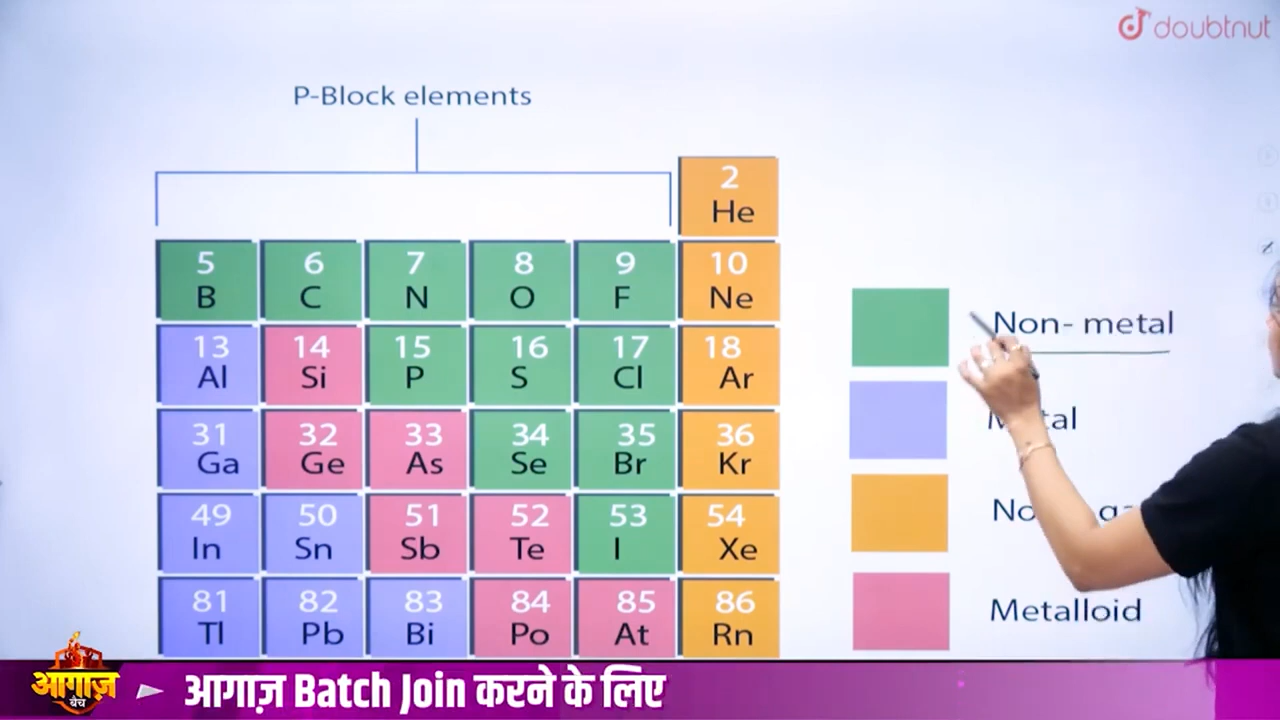 doubtnut
P-Block elements
2
He
5 6 7 8 9 10
B C N O F Ne
13 14 15 16 17 18
Al Si P S Cl Ar
31 32 33 34 35 36
Ga Ge As Se Br Kr
49 50 51 52 53 54
In Sn Sb Te I Xe
81 82 83 84 85 86
Tl Pb Bi Po At Rn
Non- metal
Metalloid
आगाज़
बैच
आगाज़ Batch Join करने के लिए